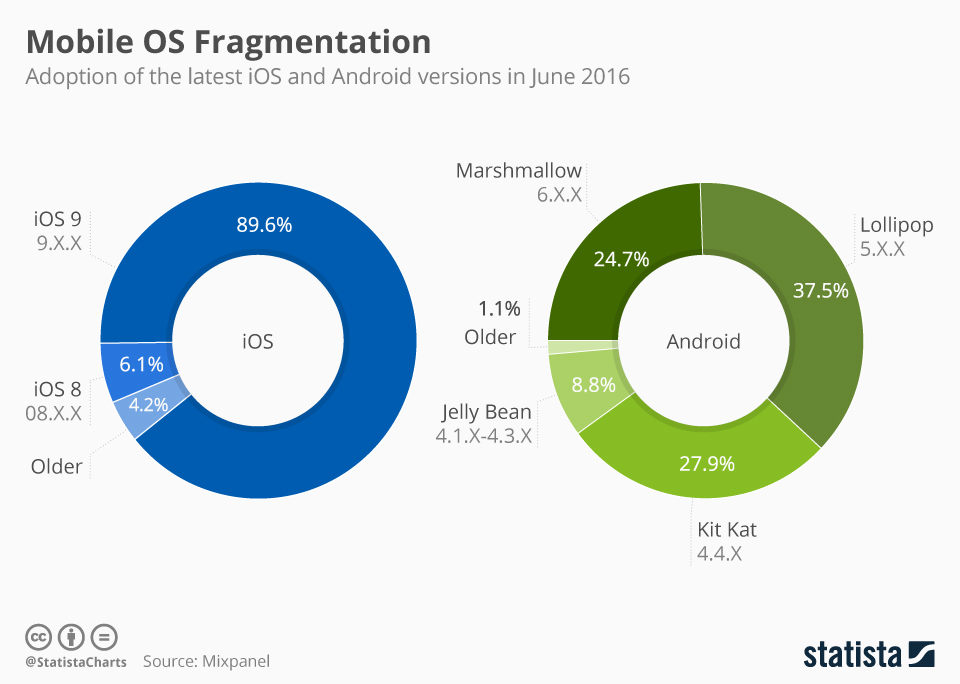 Mobile OS Fragmentation
Adoption of the latest iOS and Android versions in June 2016
iOS 9
9.X.X
89.6%
iOS
6.1%
iOS 8
08.X.X
4.2%
Older
Marshmallow
6.X.X
24.7%
Lollipop
5.X.X
37.5%
1.1%
Older
Android
8.8%
Jelly Bean
4.1.X-4.3.X
27.9%
Kit Kat
4.4.X
cc
@StatistaCharts Source: Mixpanel
statista